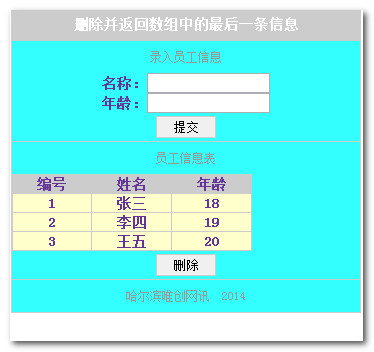 删除并返回数组中的最后一条信息
录入员工信息
名称：
年龄：
提交
员工信息表
编号 姓名 年龄
1 张三 18
2 李四 19
3 王五 20
删除
哈尔滨唯创网讯 2014